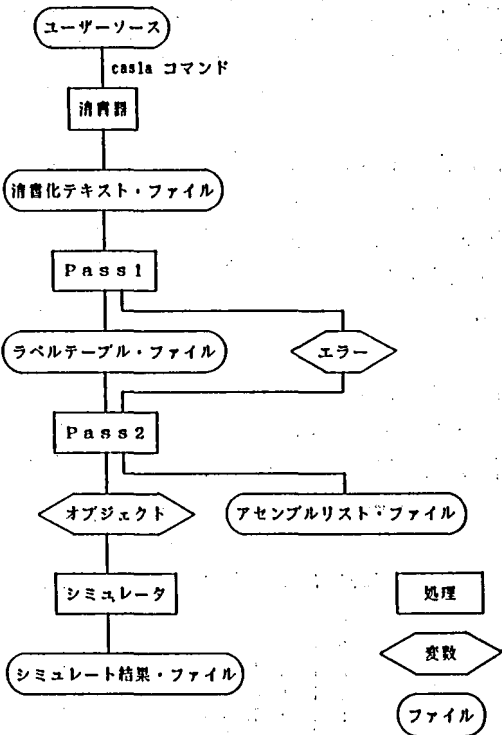 ユーザーソース
casla コマンド
清書器
清書化テキスト・ファイル
Pass1
ラベルテーブル・ファイル
エラー
Pass2
オブジェクト
アセンブルリスト・ファイル
シミュレータ
処理
変数
シミュレート結果・ファイル
ファイル